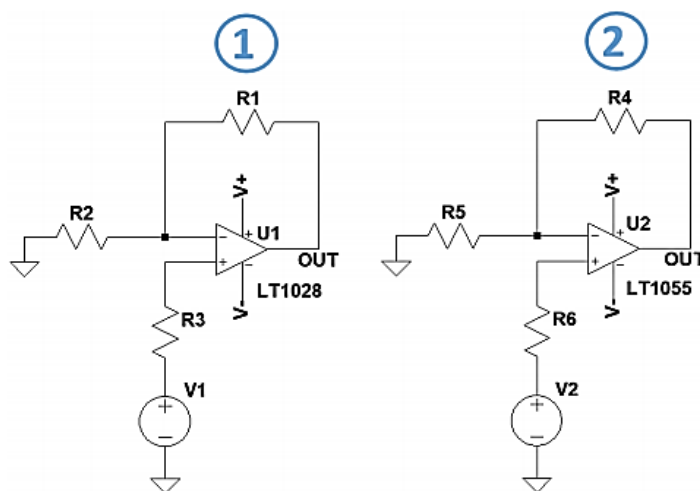 1
R1
V+
R2
U1
OUT
LT1028
V-
R3
V1
2
R4
V+
R5
U2
OUT
LT1055
V-
R6
V2